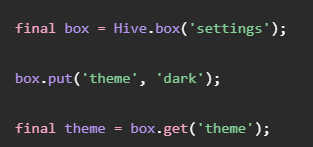 final box = Hive.box('settings');
box.put('theme', 'dark');
final theme = box.get('theme');